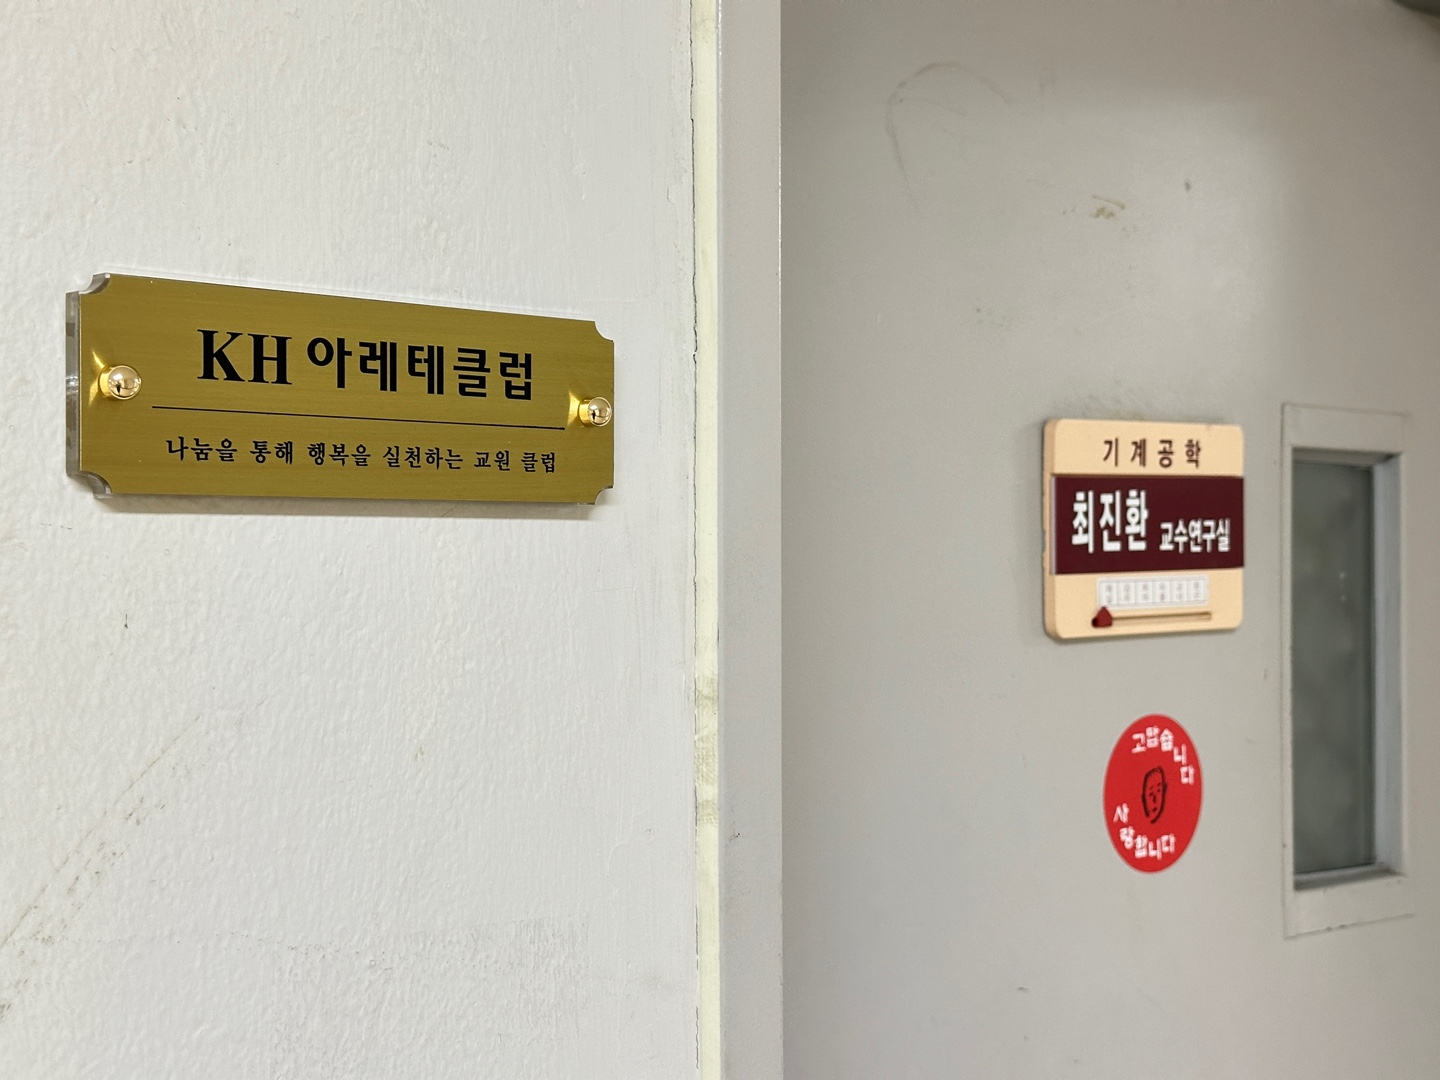 KH 아레테클럽
나눔을 통해 행복을 실천하는 교원 클럽
기계공학
최진환 교수연구실
고맙습니다
사랑합니다